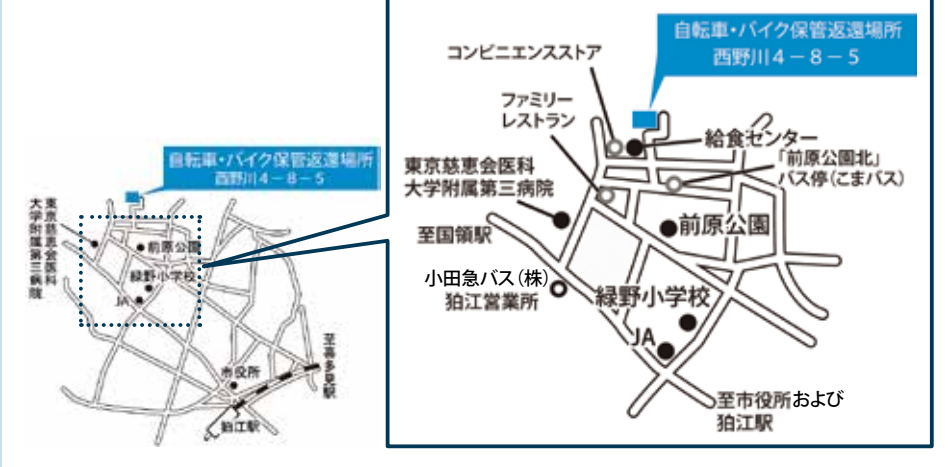 自転車・バイク保管返還場所
西野川4－8－5
東京慈恵会医科
大学附属第三病院
前原公園
緑野小学校
JA
市役所
狛江駅
至喜多見駅
自転車・バイク保管返還場所
西野川4－8－5
コンビニエンスストア
ファミリー
レストラン
給食センター
「前原公園北」
バス停(こまバス)
東京慈恵会医科
大学附属第三病院
前原公園
至国領駅
小田急バス(株)
狛江営業所
緑野小学校
JA
至市役所および
狛江駅